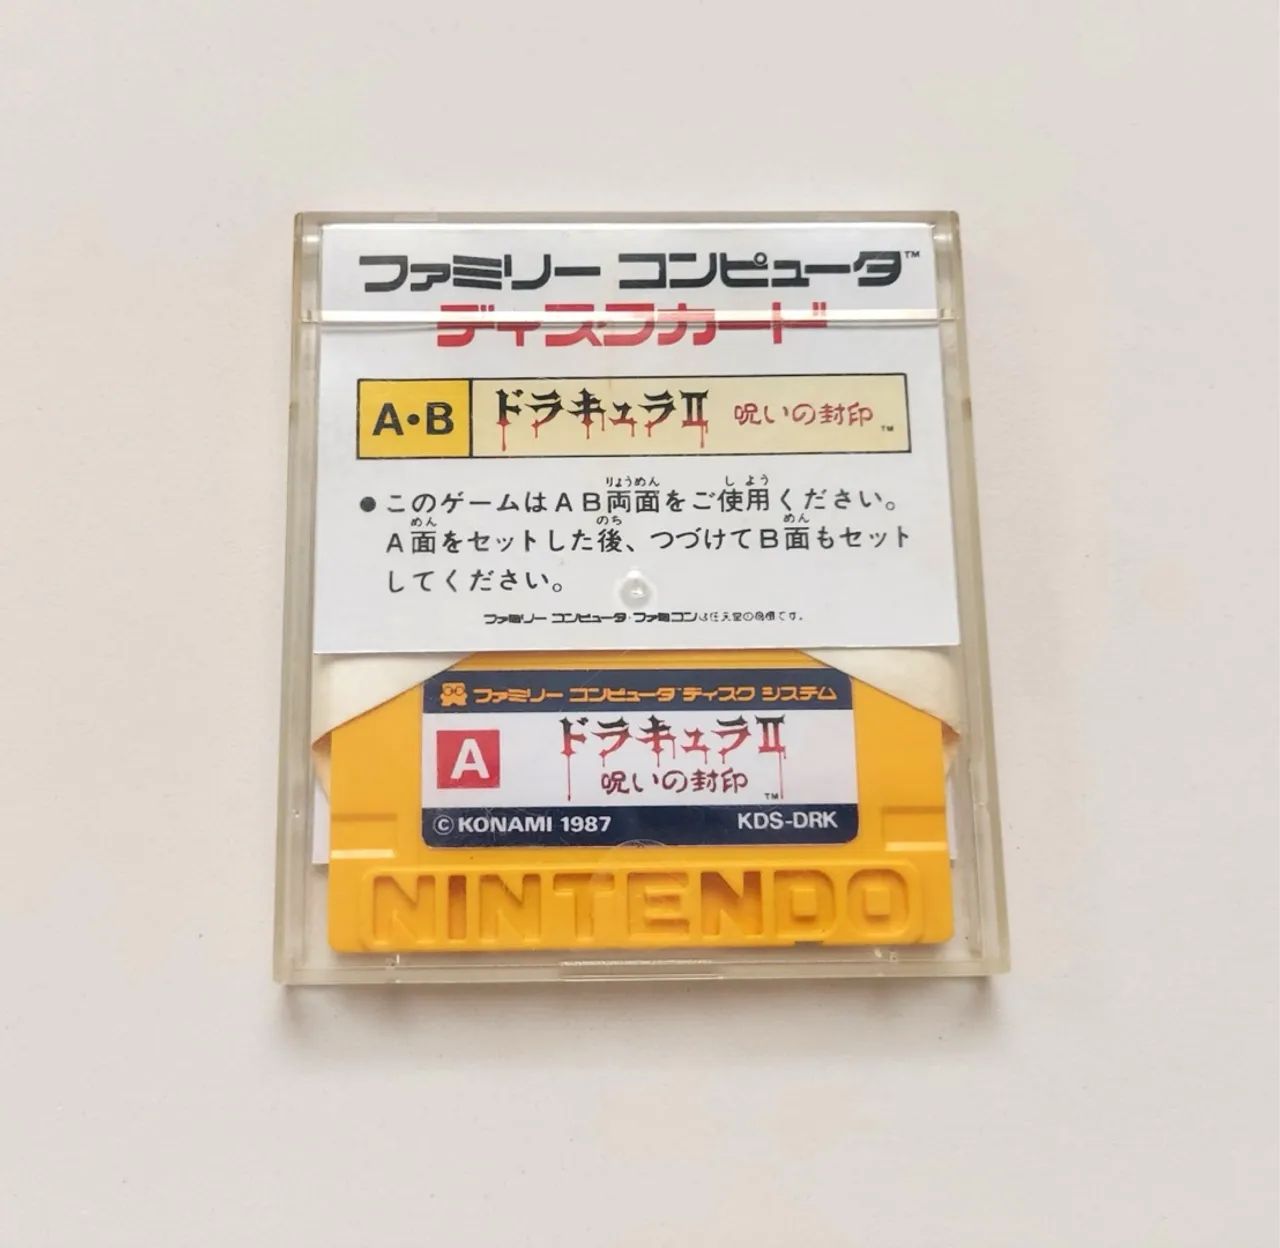 ファミリー コンピュータ™
ディスクカード
A・B ドラキュラII 呪いの封印™
りょうめん しよう
●このゲームはAB両面をご使用ください。
めん のち めん
A面をセットした後、つづけてB面もセット
してください。
ファミリー コンピュータ・ファミコンは任天堂の商標です。
ファミリー コンピュータ™ディスク システム
A
ドラキュラII
呪いの封印™
© KONAMI 1987 KDS-DRK
NINTENDO